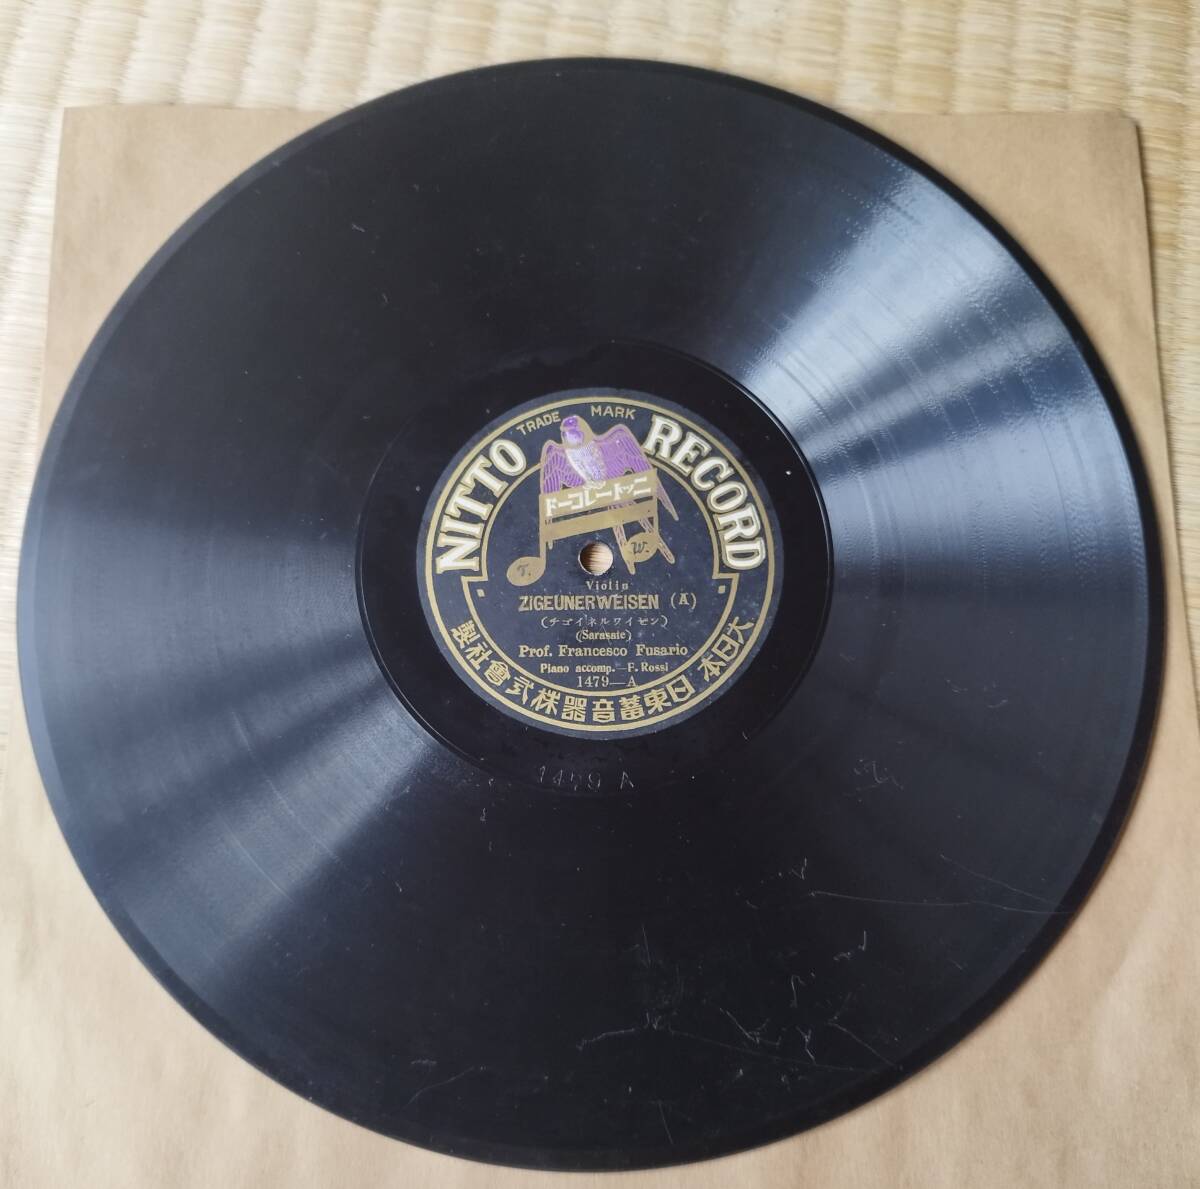 TRADE MARK
NITTO RECORD
ニットーレコード
T. W.
Violin
ZIGEUNERWEISEN (A)
(チゴイネルワイゼン)
(Sarasate)
Prof. Francesco Fusario
Piano accomp.—F. Rossi
1479—A
大日本 日東蓄音器株式會社製
1479 A